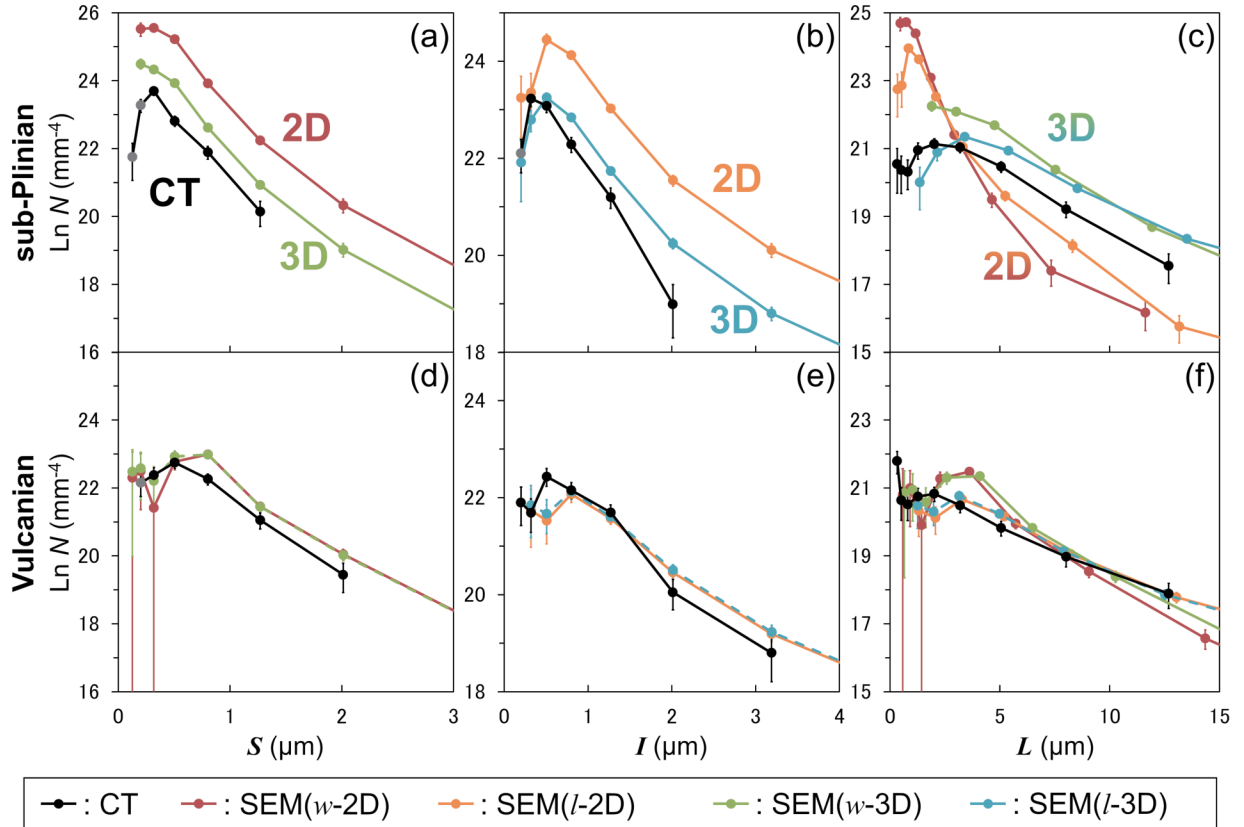 sub-Plinian
Ln N (mm-4)
26
24
22
20
18
16
(a)
2D
CT
3D
24
22
20
18
(b)
2D
3D
25
23
21
19
17
15
(c)
3D
2D
Vulcanian
Ln N (mm-4)
24
22
20
18
16
(d)
0
1
2
3
S (µm)
24
22
20
18
(e)
0
1
2
3
4
I (µm)
25
23
21
19
17
15
(f)
0
5
10
15
L (µm)
: CT : SEM(w-2D) : SEM(l-2D) : SEM(w-3D) : SEM(l-3D)